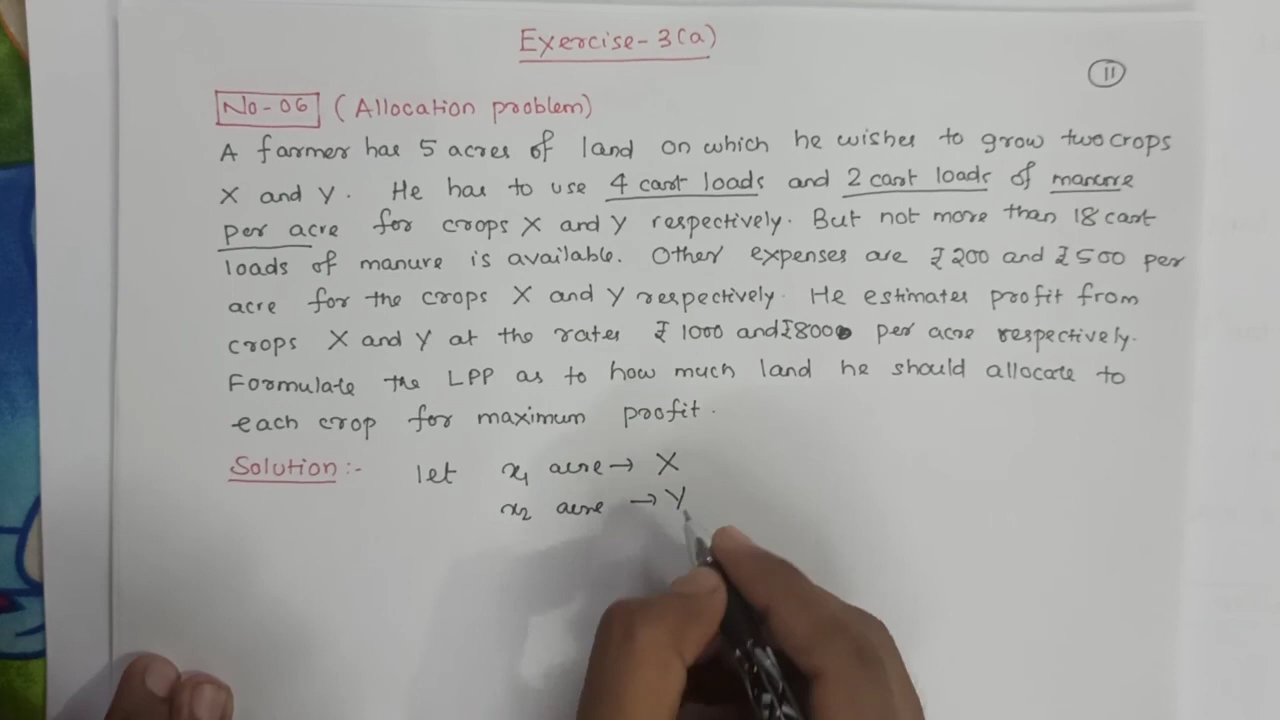 Exercise-3(a)
11
No-06 (Allocation problem)
A farmer has 5 acres of land on which he wishes to grow two crops
X and Y. He has to use 4 cart loads and 2 cart loads of manure
per acre for crops X and Y respectively. But not more than 18 cart
loads of manure is available. Other expenses are ₹200 and ₹500 per
acre for the crops X and Y respectively. He estimates profit from
crops X and Y at the rates ₹1000 and ₹800 per acre respectively.
Formulate the LPP as to how much land he should allocate to
each crop for maximum profit.
Solution:- let x₁ acre → X
x₂ acre → Y